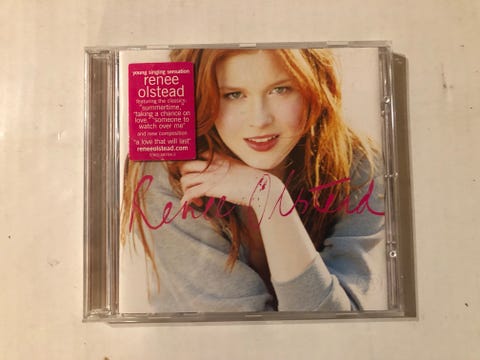 young singing sensation
renee
olstead
featuring the classics:
"summertime,"
"taking a chance on
love," "someone to
watch over me"
and new composition
"a love that will last"
reneeolstead.com
Renee Olstead